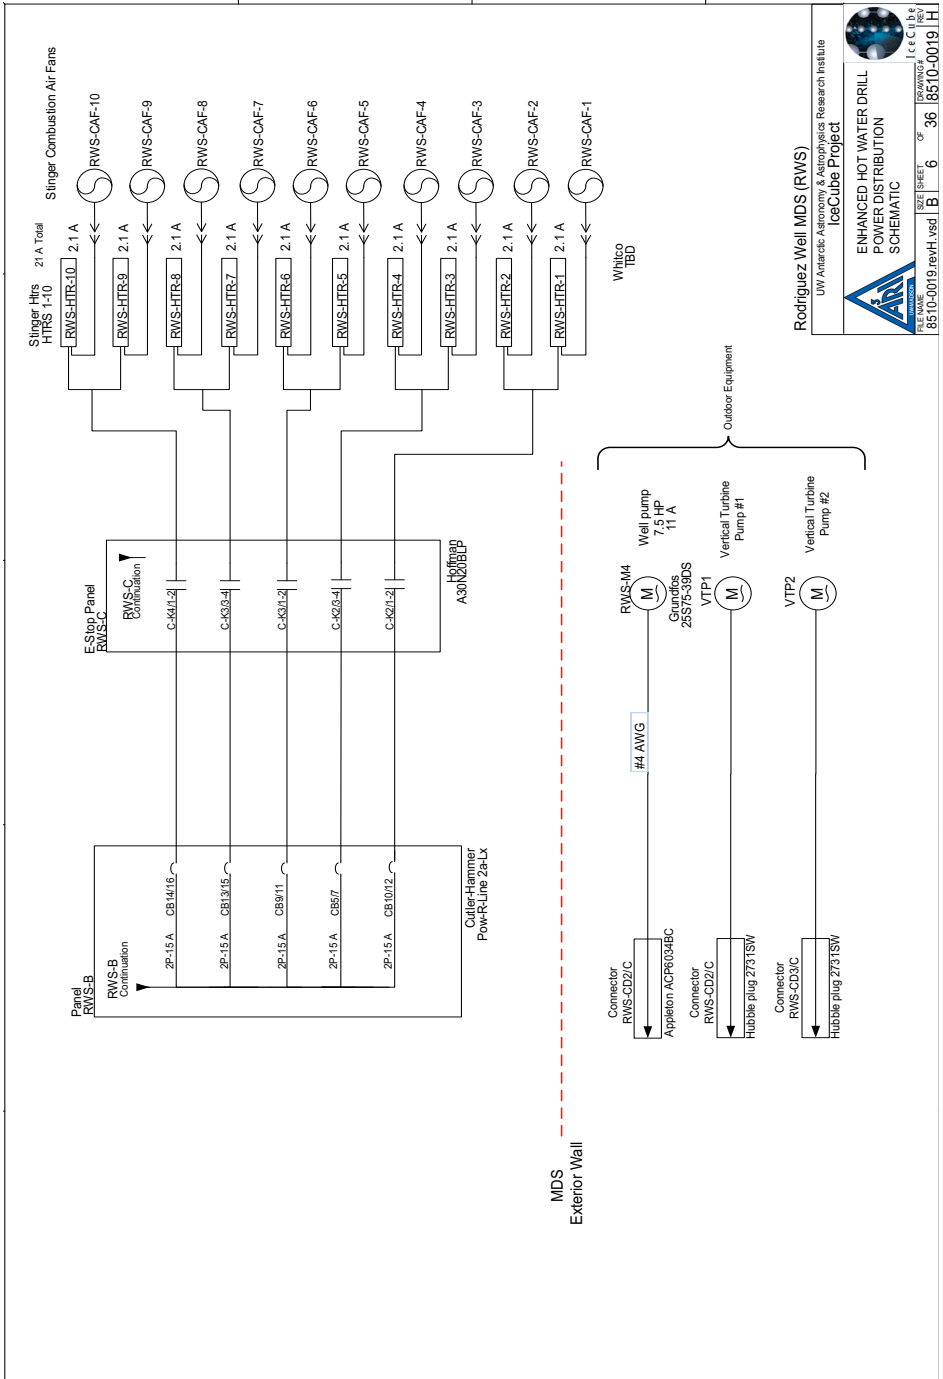 Stinger Htrs
HTRS 1-10
21 A Total
Stinger Combustion Air Fans
RWS-HTR-10
2.1 A
RWS-CAF-10
RWS-HTR-9
2.1 A
RWS-CAF-9
RWS-HTR-8
2.1 A
RWS-CAF-8
RWS-HTR-7
2.1 A
RWS-CAF-7
RWS-HTR-6
2.1 A
RWS-CAF-6
RWS-HTR-5
2.1 A
RWS-CAF-5
RWS-HTR-4
2.1 A
RWS-CAF-4
RWS-HTR-3
2.1 A
RWS-CAF-3
RWS-HTR-2
2.1 A
RWS-CAF-2
RWS-HTR-1
2.1 A
RWS-CAF-1
Whitco
TBD
E-Stop Panel
RWS-C
RWS-C
Continuation
C-K4/1-2
C-K3/3-4
C-K3/1-2
C-K2/3-4
C-K2/1-2
Hoffman
A30N20BLP
Panel
RWS-B
RWS-B
Continuation
2P-15 A
CB14/16
2P-15 A
CB13/15
2P-15 A
CB9/11
2P-15 A
CB5/7
2P-15 A
CB10/12
Cutler-Hammer
Pow-R-Line 2a-Lx
MDS
Exterior Wall
Connector
RWS-CD2/C
Appleton ACP6034BC
#4 AWG
RWS-M4
M
Grundfos
25S75-39DS
Well pump
7.5 HP
11 A
Connector
RWS-CD2/C
Hubble plug 2731SW
VTP1
M
Vertical Turbine
Pump #1
Connector
RWS-CD3/C
Hubble plug 2731SW
VTP2
M
Vertical Turbine
Pump #2
Outdoor Equipment
Rodriguez Well MDS (RWS)
UW Antarctic Astronomy & Astrophysics Research Institute
IceCube Project
ENHANCED HOT WATER DRILL
POWER DISTRIBUTION
SCHEMATIC
IceCube
A³RI
FILE NAME
8510-0019.revH.vsd
SIZE
B
SHEET
6
OF
36
DRAWING#
8510-0019
REV
H